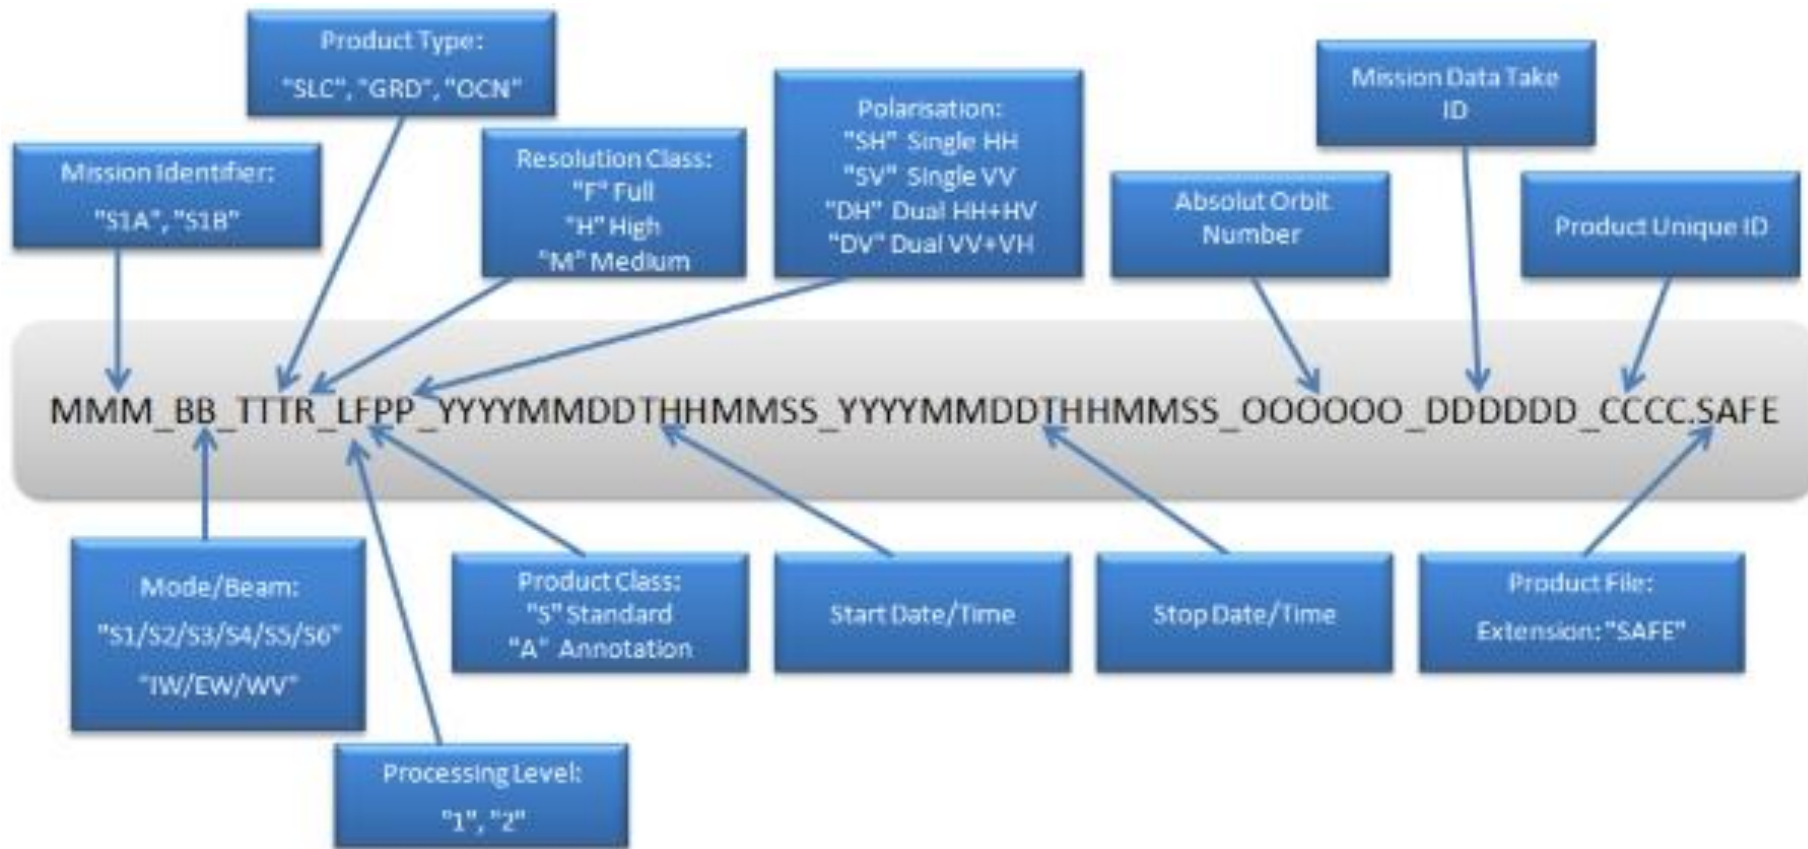 Product Type:
"SLC", "GRD", "OCN"
Mission Identifier:
"S1A", "S1B"
Resolution Class:
"F" Full
"H" High
"M" Medium
Polarisation:
"SH" Single HH
"SV" Single VV
"DH" Dual HH+HV
"DV" Dual VV+VH
Absolut Orbit
Number
Mission Data Take
ID
Product Unique ID
MMM_BB_TTTR_LFPP_YYYYMMDDTHHMMSS_YYYYMMDDTHHMMSS_OOOOOO_DDDDDD_CCCC.SAFE
Mode/Beam:
"S1/S2/S3/S4/S5/S6"
"IW/EW/WV"
Processing Level:
"1", "2"
Product Class:
"S" Standard
"A" Annotation
Start Date/Time
Stop Date/Time
Product File:
Extension: "SAFE"